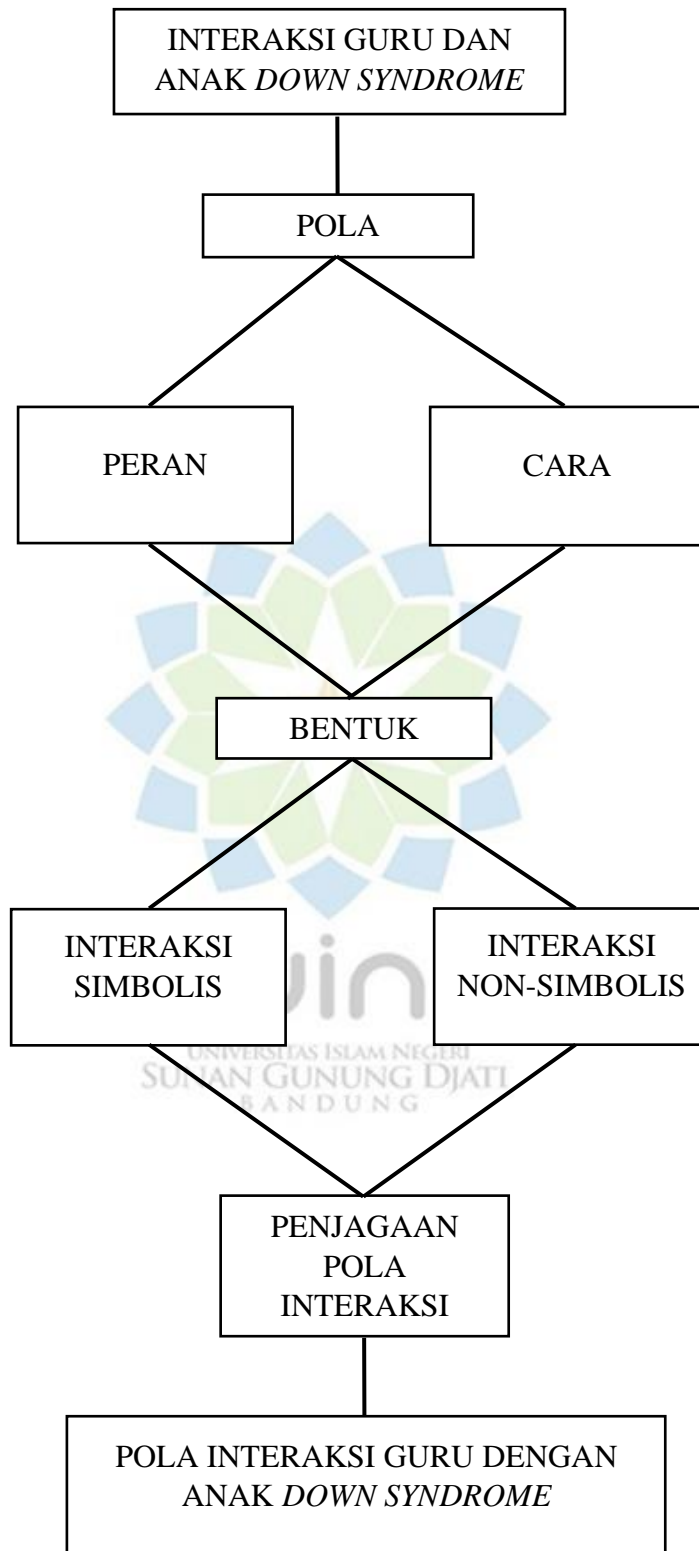 INTERAKSI GURU DAN
ANAK DOWN SYNDROME
POLA
PERAN
CARA
BENTUK
INTERAKSI
SIMBOLIS
INTERAKSI
NON-SIMBOLIS
UNIVERSITAS ISLAM NEGERI
SUNAN GUNUNG DJATI
BANDUNG
PENJAGAAN
POLA
INTERAKSI
POLA INTERAKSI GURU DENGAN
ANAK DOWN SYNDROME